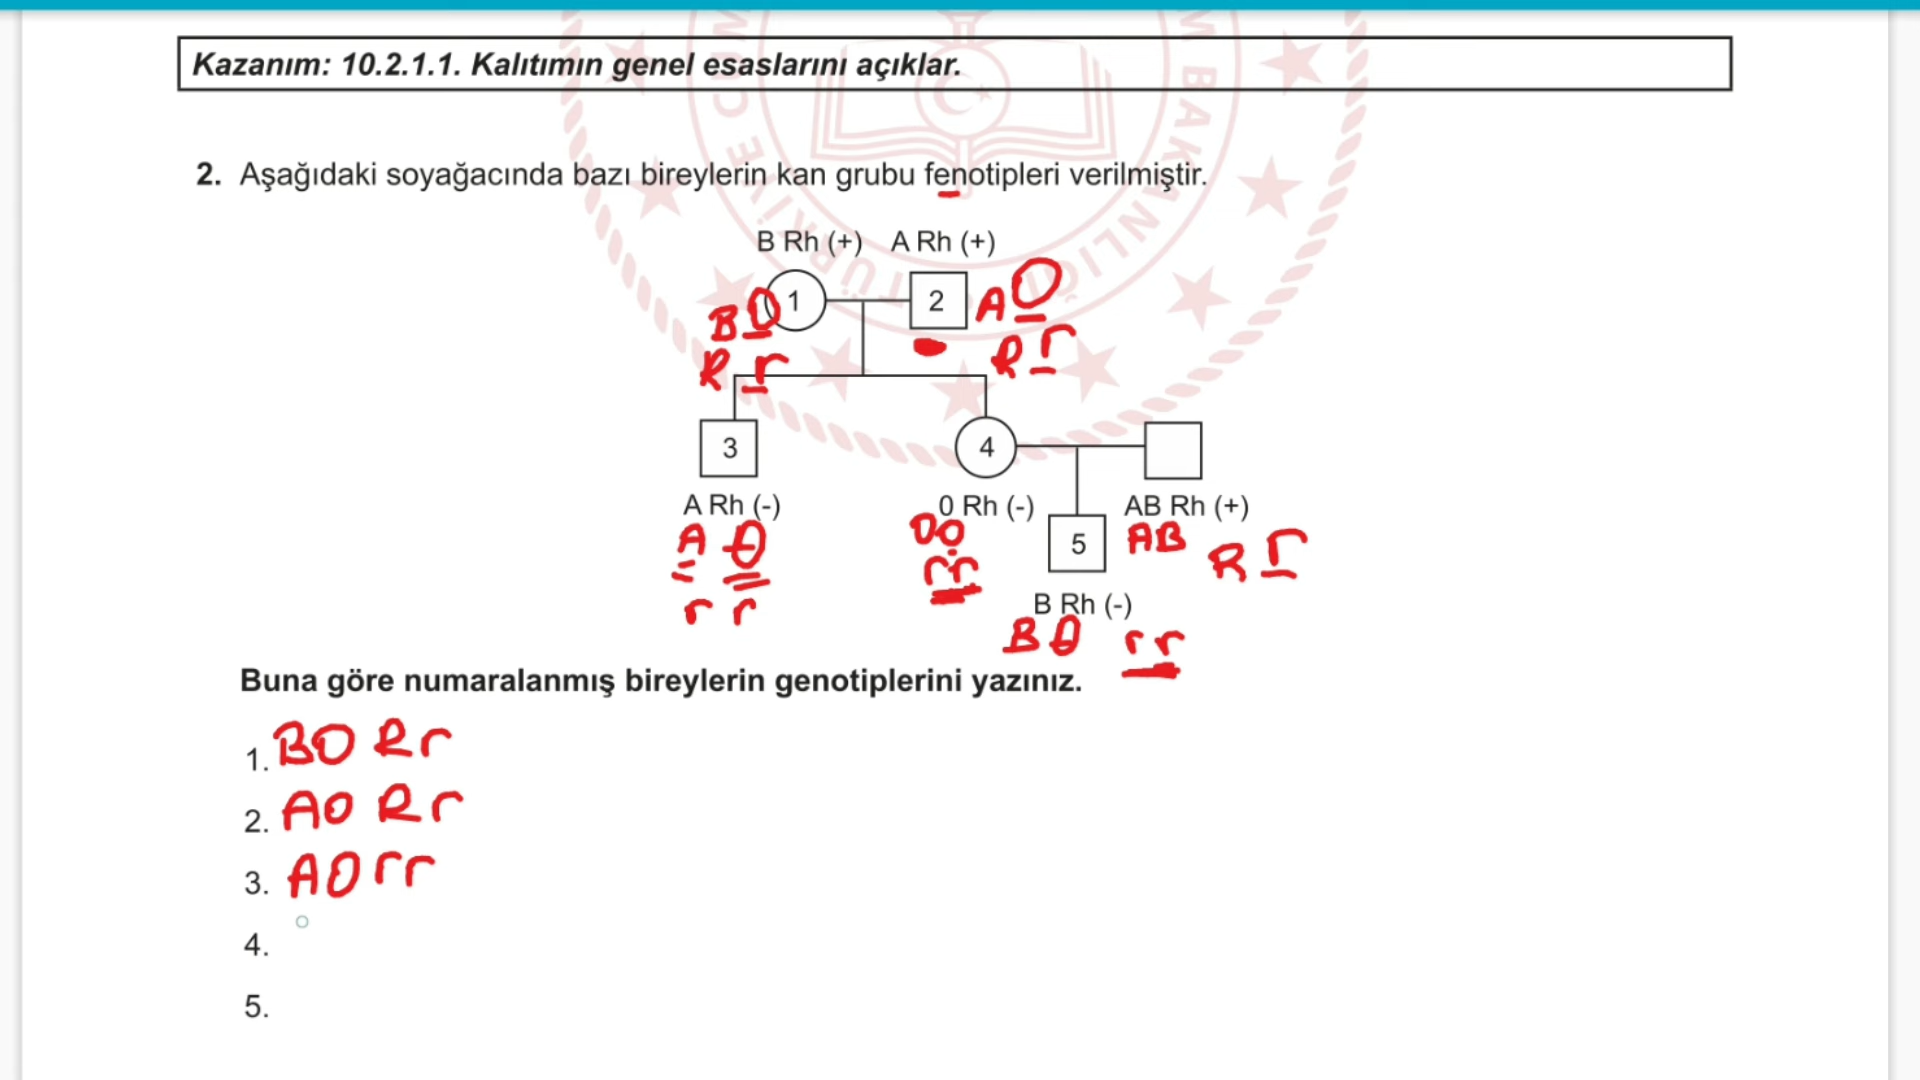 Kazanım: 10.2.1.1. Kalıtımın genel esaslarını açıklar.
2. Aşağıdaki soyağacında bazı bireylerin kan grubu fenotipleri verilmiştir.
B Rh (+) A Rh (+)
BO 1 2 AO
Rr Rr
3 4
A Rh (-) 0 Rh (-) AB Rh (+)
AO OO 5 AB Rr
rr rr
B Rh (-)
BO rr
Buna göre numaralanmış bireylerin genotiplerini yazınız.
1. BO Rr
2. AO Rr
3. AO rr
4.
5.